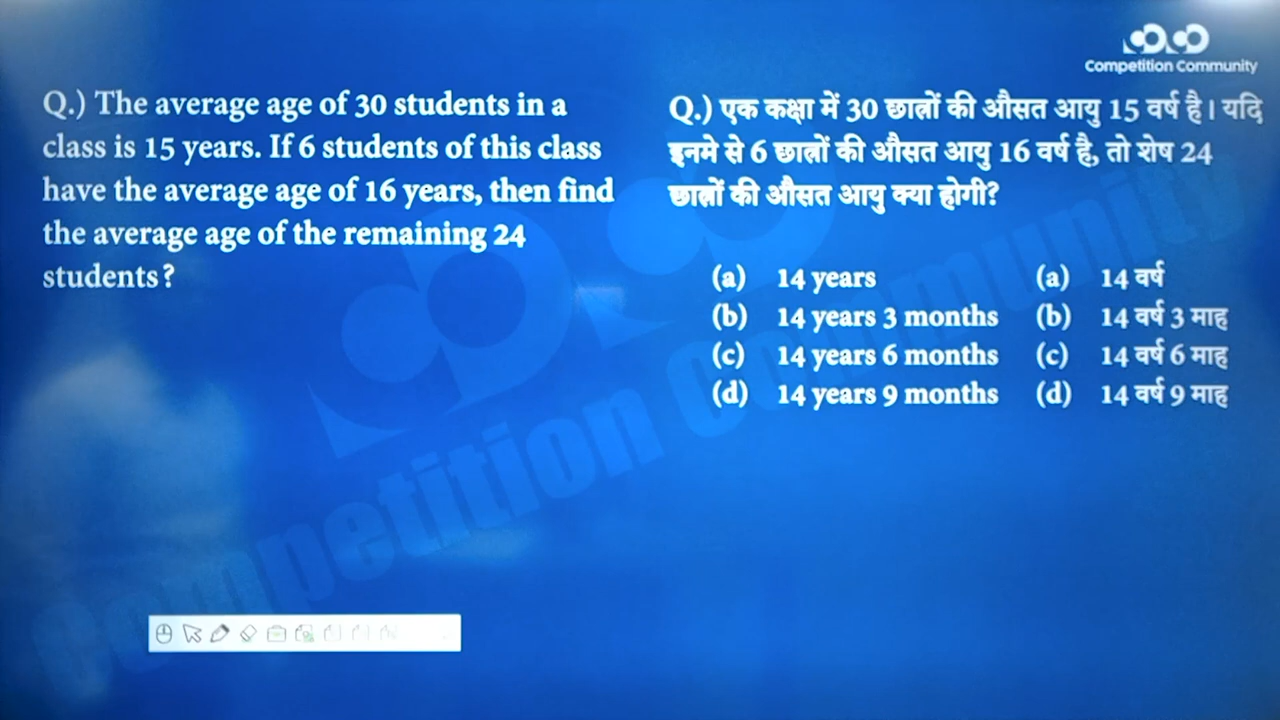 Competition Community
Q.) The average age of 30 students in a
class is 15 years. If 6 students of this class
have the average age of 16 years, then find
the average age of the remaining 24
students?
Q.) एक कक्षा में 30 छात्रों की औसत आयु 15 वर्ष है। यदि
इनमे से 6 छात्रों की औसत आयु 16 वर्ष है, तो शेष 24
छात्रों की औसत आयु क्या होगी?
(a) 14 years (a) 14 वर्ष
(b) 14 years 3 months (b) 14 वर्ष 3 माह
(c) 14 years 6 months (c) 14 वर्ष 6 माह
(d) 14 years 9 months (d) 14 वर्ष 9 माह
Competition Community